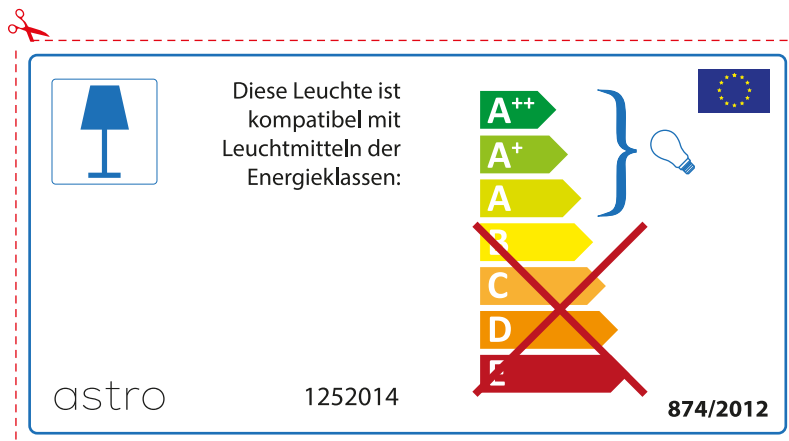 Diese Leuchte ist
kompatibel mit
Leuchtmitteln der
Energieklassen:
A++
A+
A
B
C
D
E
astro
1252014
874/2012